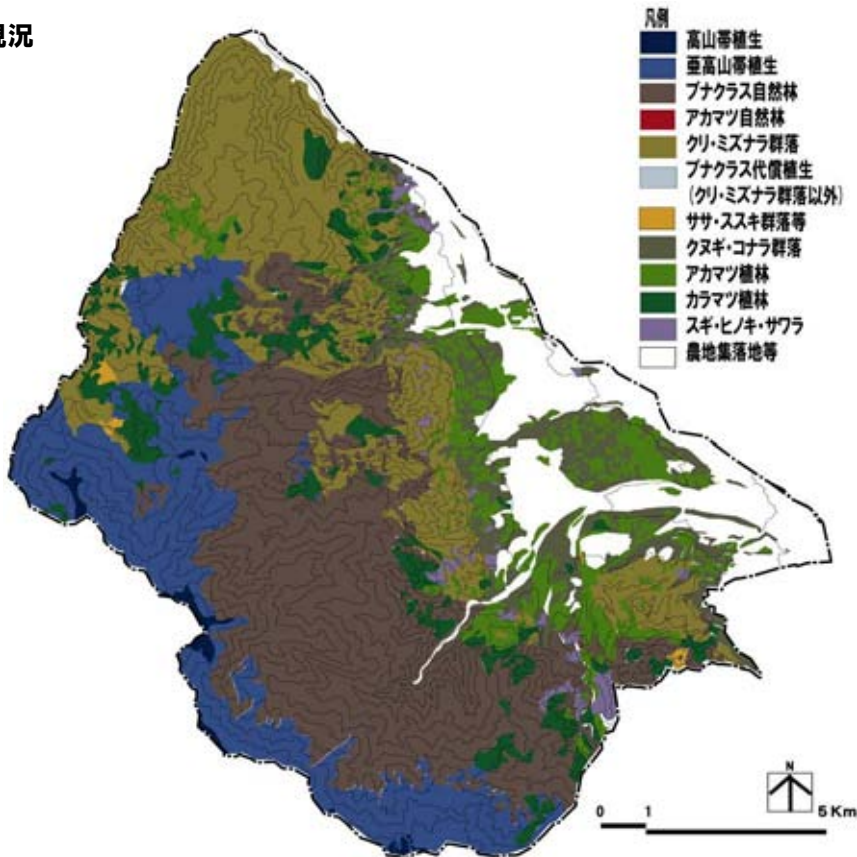 現況
凡例
高山帯植生
亜高山帯植生
ブナクラス自然林
アカマツ自然林
クリ・ミズナラ群落
ブナクラス代償植生
(クリ・ミズナラ群落以外)
ササ・ススキ群落等
クヌギ・コナラ群落
アカマツ植林
カラマツ植林
スギ・ヒノキ・サワラ
農地集落地等
N
0 1 5 Km